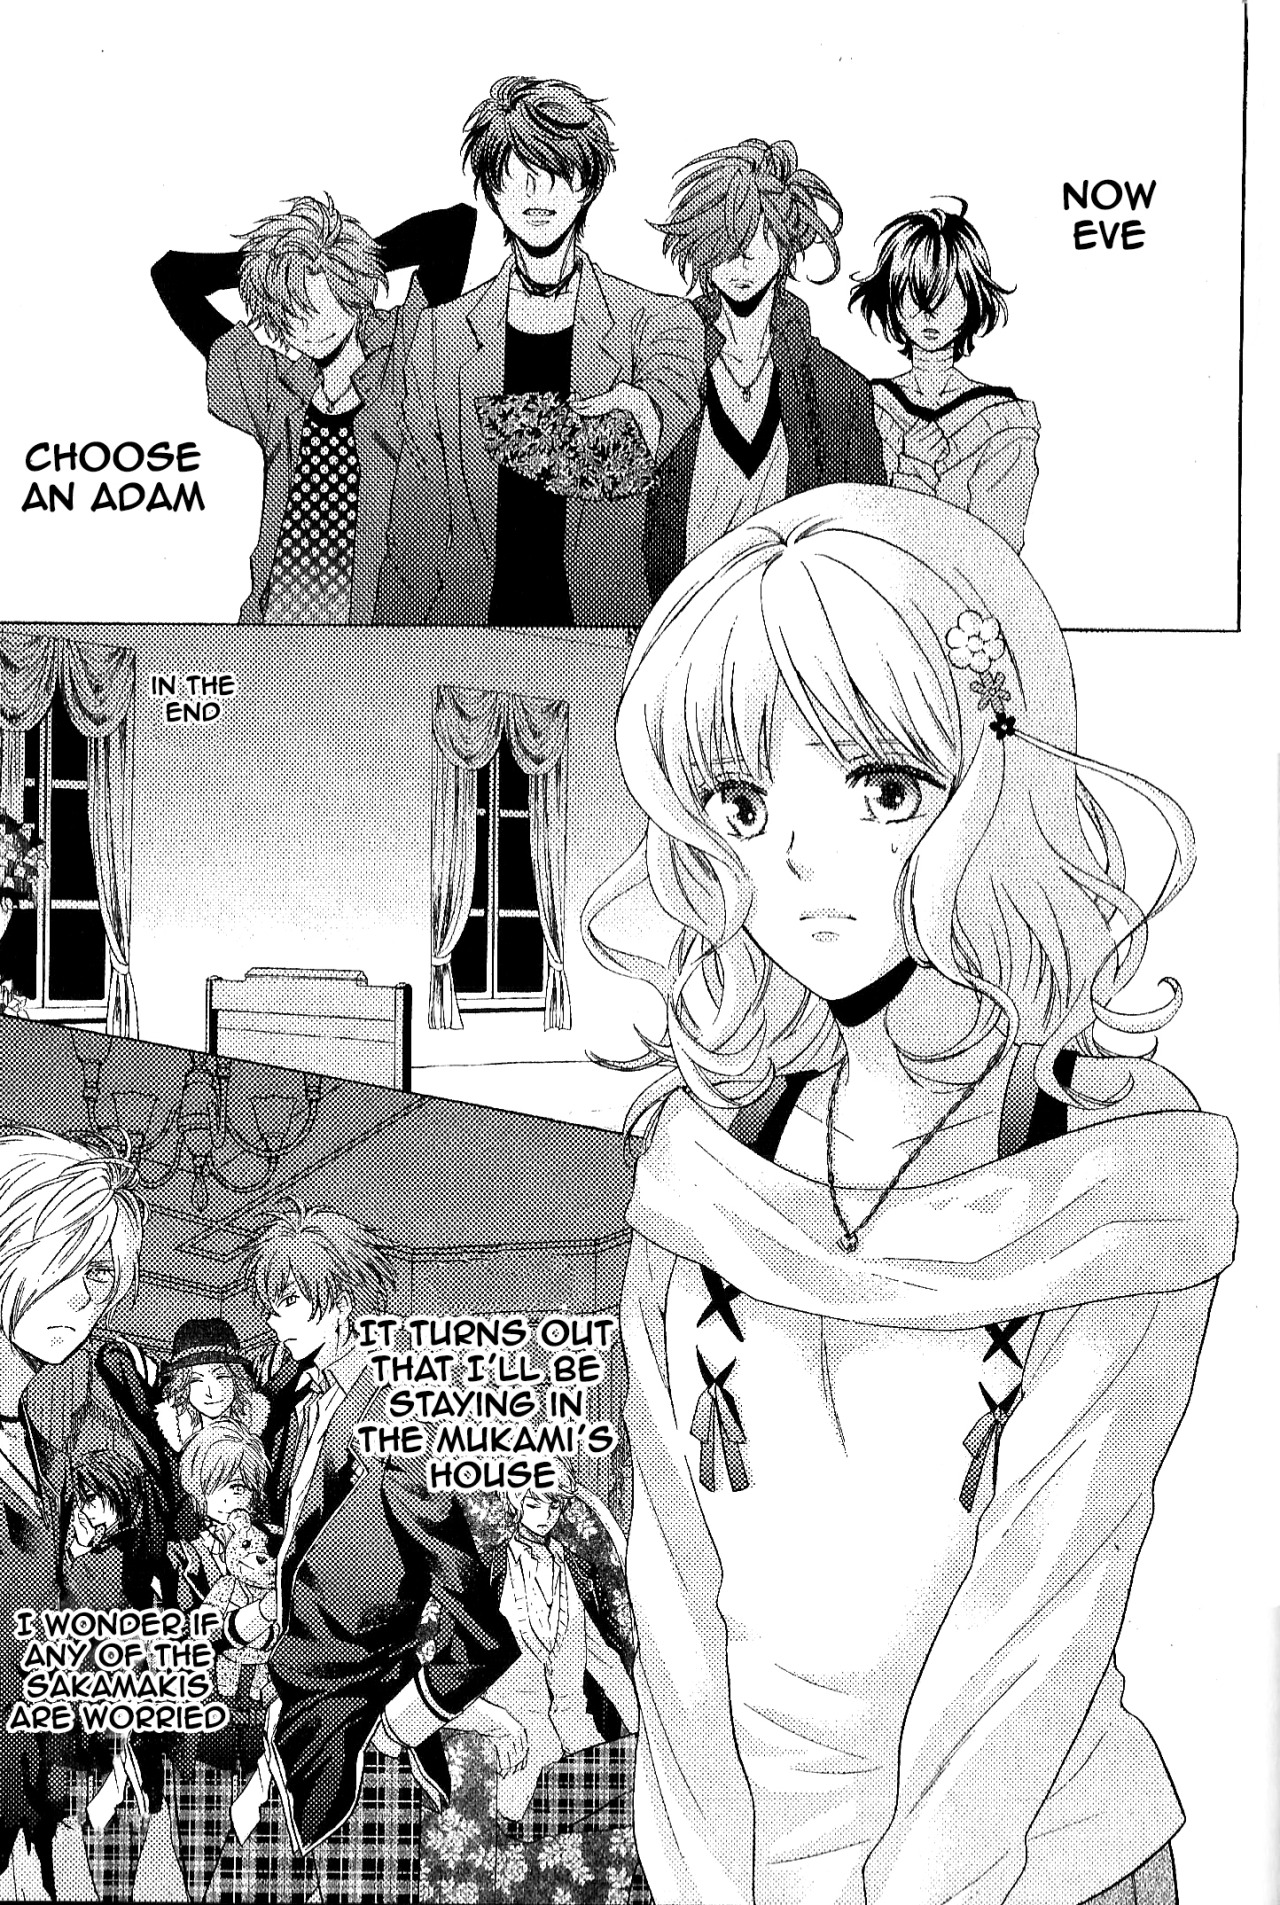 NOW
EVE
CHOOSE
AN ADAM
IN THE
END
IT TURNS OUT
THAT I'LL BE
STAYING IN
THE MUKAMI'S
HOUSE
I WONDER IF
ANY OF THE
SAKAMAKIS
ARE WORRIED